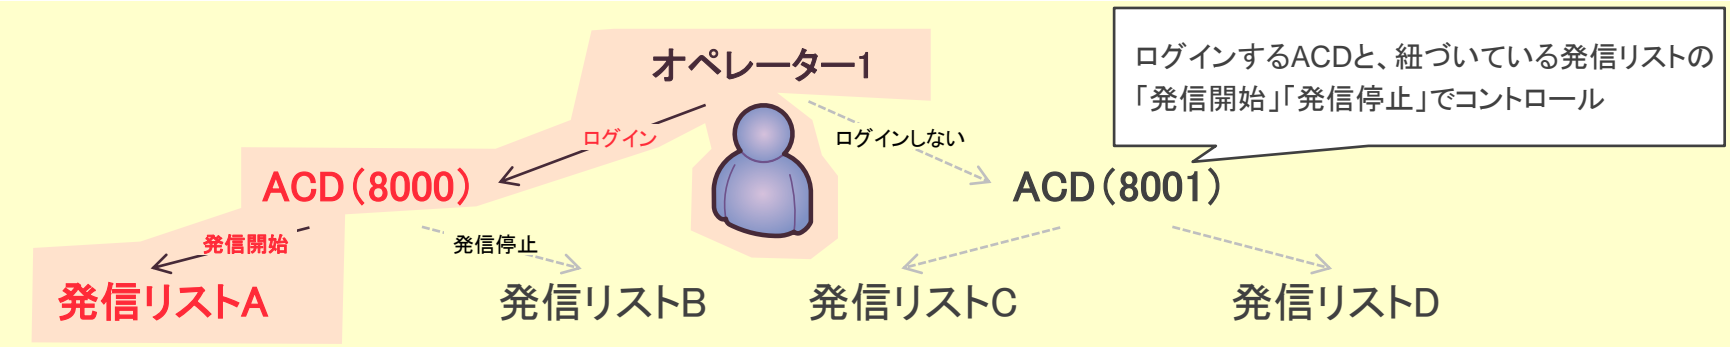 オペレーター1
ログインするACDと、紐づいている発信リストの
「発信開始」「発信停止」でコントロール
ログイン
ログインしない
ACD(8000)
ACD(8001)
発信開始
発信停止
発信リストA
発信リストB
発信リストC
発信リストD